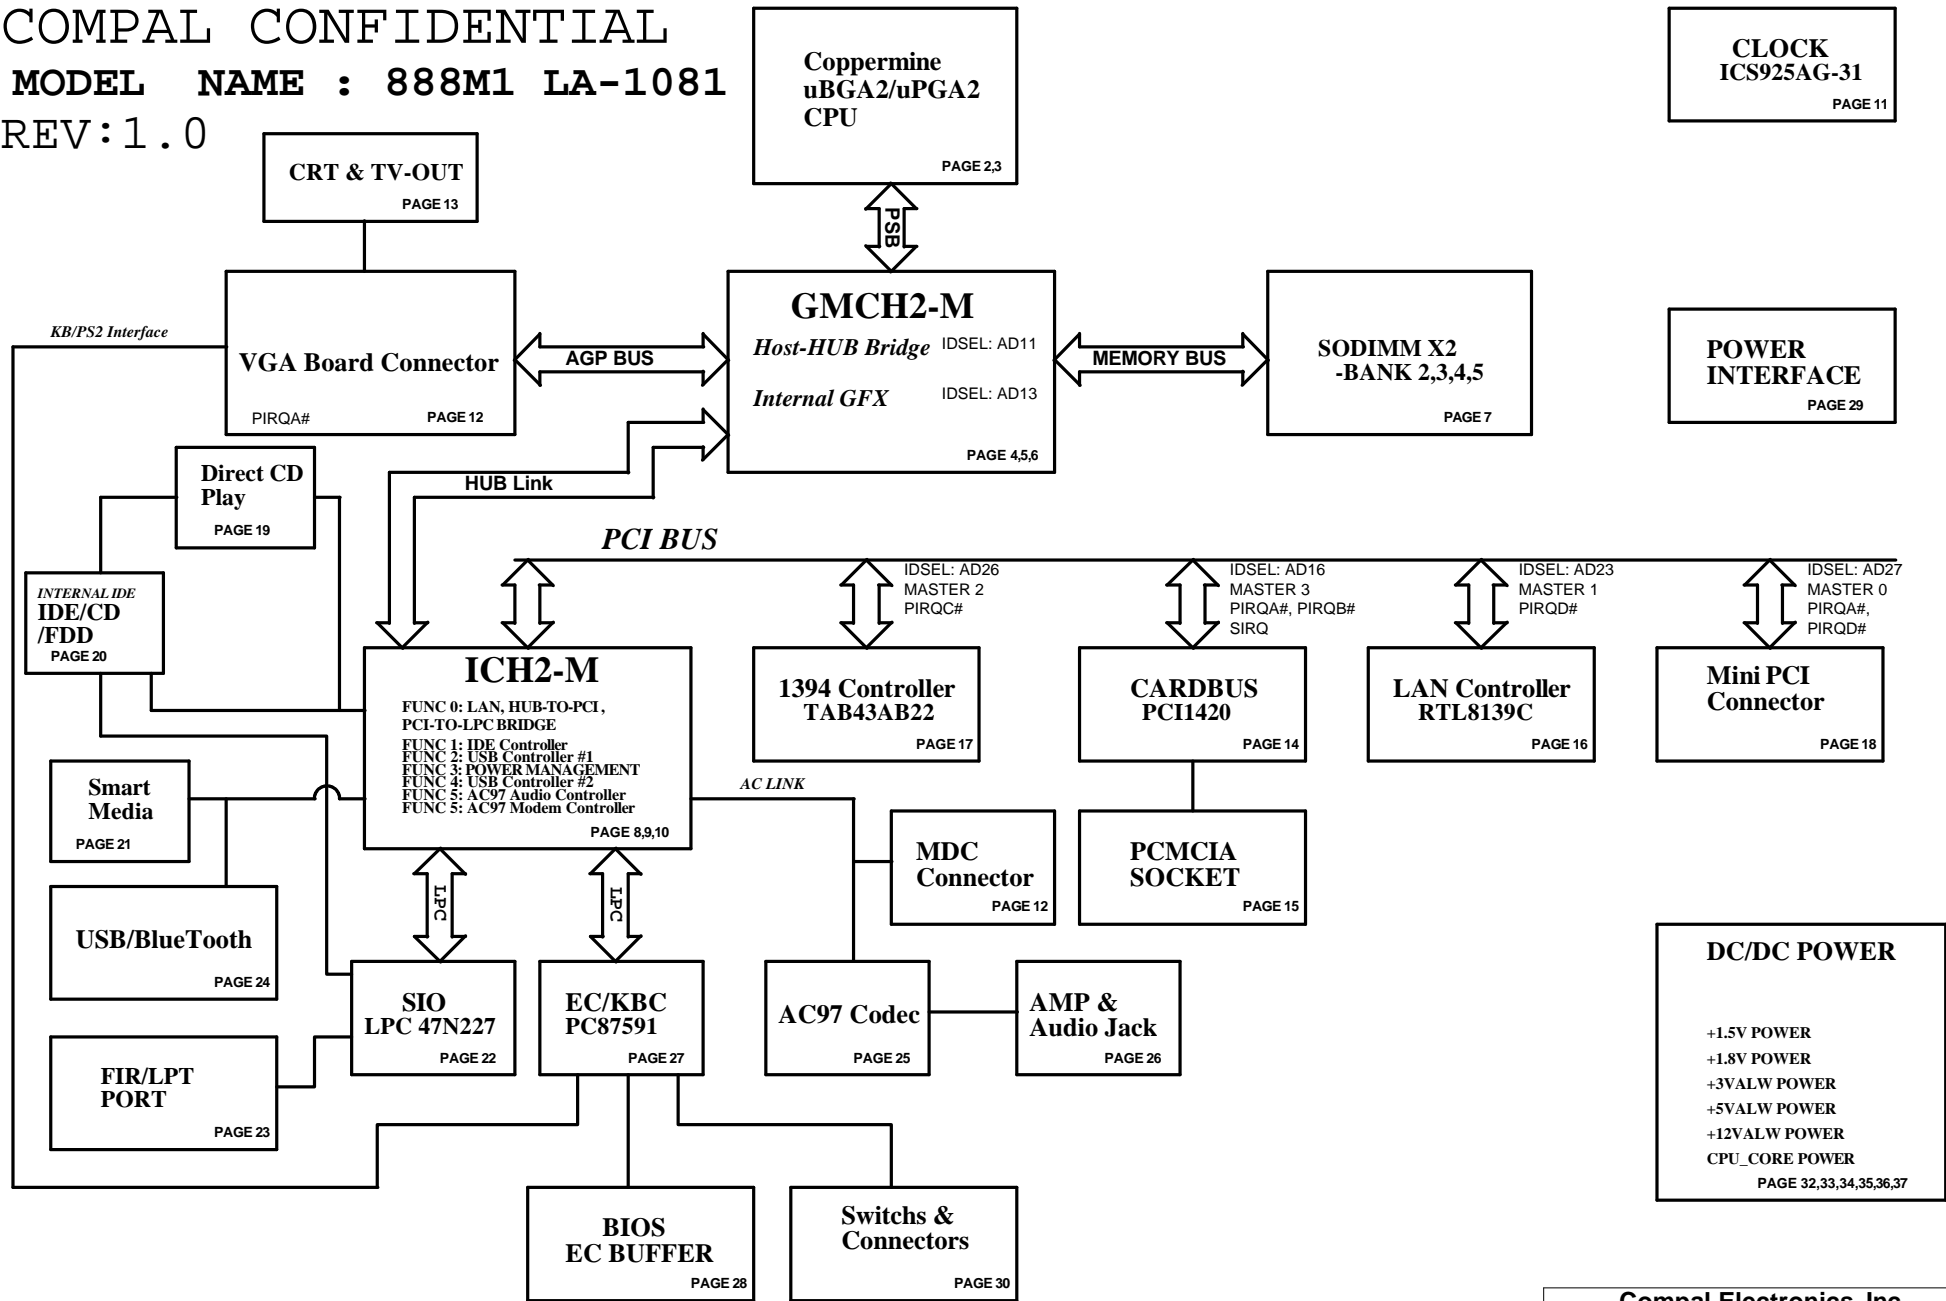 COMPAL CONFIDENTIAL
MODEL NAME : 888M1 LA-1081
REV:1.0
Coppermine
uBGA2/uPGA2
CPU
PAGE 2,3
CLOCK
ICS925AG-31
PAGE 11
CRT & TV-OUT
PAGE 13
PSB
KB/PS2 Interface
VGA Board Connector
PIRQA#
PAGE 12
AGP BUS
GMCH2-M
Host-HUB Bridge IDSEL: AD11
Internal GFX IDSEL: AD13
PAGE 4,5,6
MEMORY BUS
SODIMM X2
-BANK 2,3,4,5
PAGE 7
POWER
INTERFACE
PAGE 29
HUB Link
Direct CD
Play
PAGE 19
INTERNAL IDE
IDE/CD
/FDD
PAGE 20
PCI BUS
IDSEL: AD26
MASTER 2
PIRQC#
IDSEL: AD16
MASTER 3
PIRQA#, PIRQB#
SIRQ
IDSEL: AD23
MASTER 1
PIRQD#
IDSEL: AD27
MASTER 0
PIRQA#,
PIRQD#
ICH2-M
FUNC 0: LAN, HUB-TO-PCI ,
PCI-TO-LPC BRIDGE
FUNC 1: IDE Controller
FUNC 2: USB Controller #1
FUNC 3: POWER MANAGEMENT
FUNC 4: USB Controller #2
FUNC 5: AC97 Audio Controller
FUNC 5: AC97 Modem Controller
PAGE 8,9,10
1394 Controller
TAB43AB22
PAGE 17
CARDBUS
PCI1420
PAGE 14
LAN Controller
RTL8139C
PAGE 16
Mini PCI
Connector
PAGE 18
Smart
Media
PAGE 21
AC LINK
MDC
Connector
PAGE 12
PCMCIA
SOCKET
PAGE 15
LPC
LPC
USB/BlueTooth
PAGE 24
SIO
LPC 47N227
PAGE 22
EC/KBC
PC87591
PAGE 27
AC97 Codec
PAGE 25
AMP &
Audio Jack
PAGE 26
DC/DC POWER
+1.5V POWER
+1.8V POWER
+3VALW POWER
+5VALW POWER
+12VALW POWER
CPU_CORE POWER
PAGE 32,33,34,35,36,37
FIR/LPT
PORT
PAGE 23
BIOS
EC BUFFER
PAGE 28
Switchs &
Connectors
PAGE 30
Compal Electronics, Inc